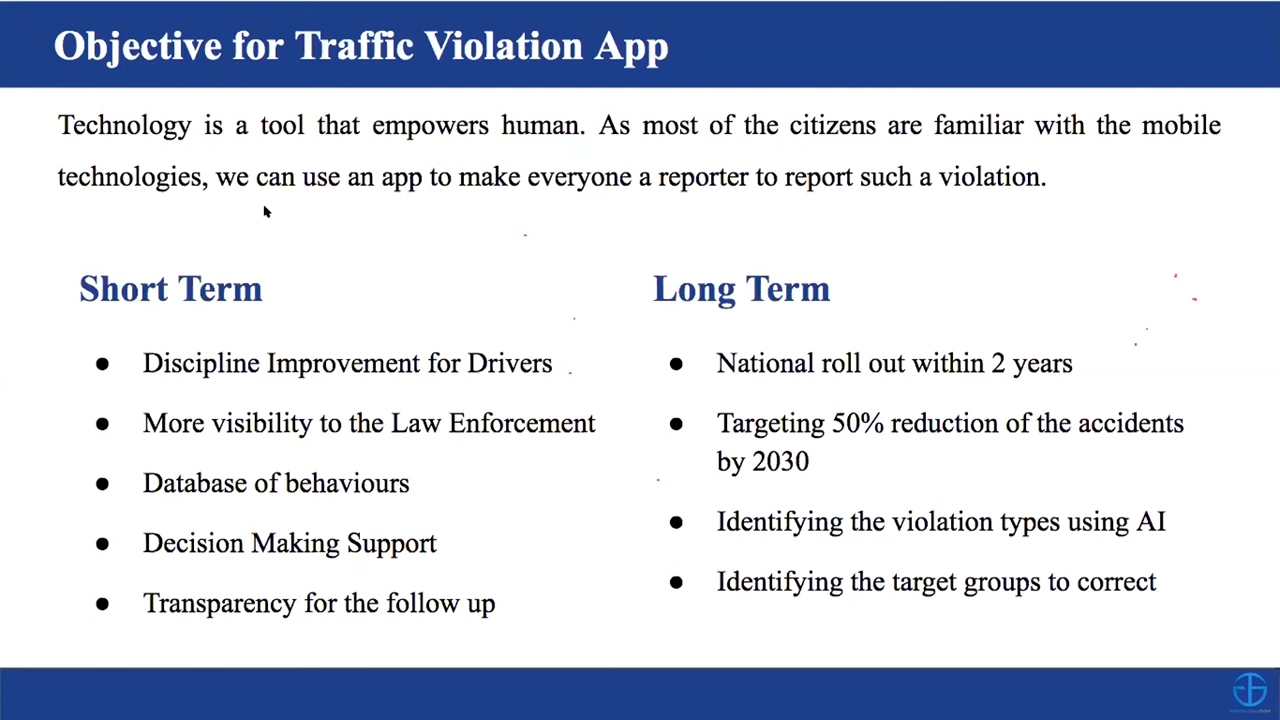 Objective for Traffic Violation App
Technology is a tool that empowers human. As most of the citizens are familiar with the mobile
technologies, we can use an app to make everyone a reporter to report such a violation.
Short Term
● Discipline Improvement for Drivers
● More visibility to the Law Enforcement
● Database of behaviours
● Decision Making Support
● Transparency for the follow up
Long Term
● National roll out within 2 years
● Targeting 50% reduction of the accidents
by 2030
● Identifying the violation types using AI
● Identifying the target groups to correct